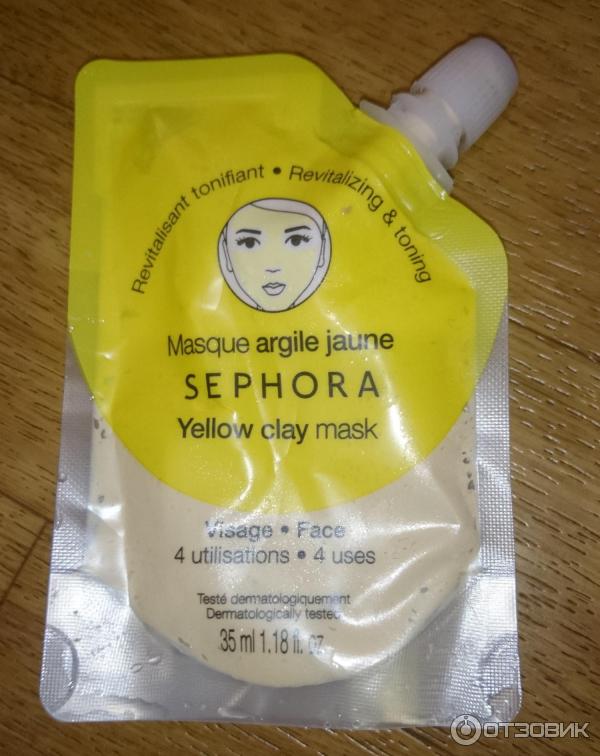 Revitalisant tonifiant • Revitalizing & toning
Masque argile jaune
SEPHORA
Yellow clay mask
Visage • Face
4 utilisations • 4 uses
Testé dermatologiquement
Dermatologically tested
35 ml 1.18 fl. oz
ОТЗОВИК